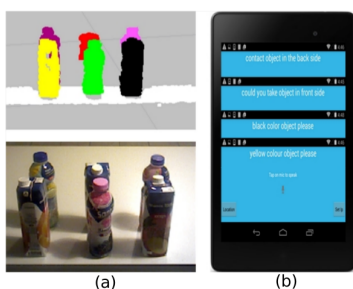 contact object in the back side
could you take object in front side
black color object please
yellow colour object please
Tap on mic to speak
Location
(a)
(b)